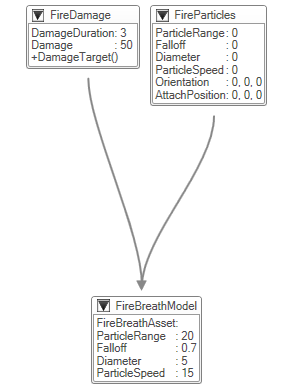 FireDamage
DamageDuration: 3
Damage : 50
+DamageTarget()
FireParticles
ParticleRange : 0
Falloff : 0
Diameter : 0
ParticleSpeed : 0
Orientation : 0, 0, 0
AttachPosition: 0, 0, 0
FireBreathModel
FireBreathAsset:
ParticleRange : 20
Falloff : 0.7
Diameter : 5
ParticleSpeed : 15